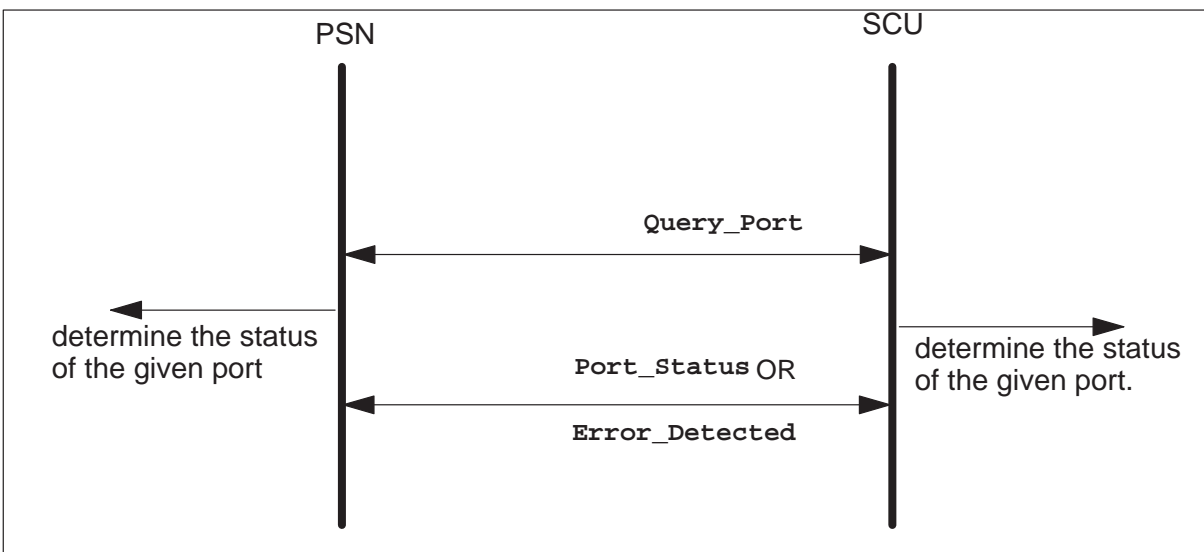 PSN
SCU
Query_Port
determine the status
of the given port
determine the status
of the given port.
Port_Status OR
Error_Detected